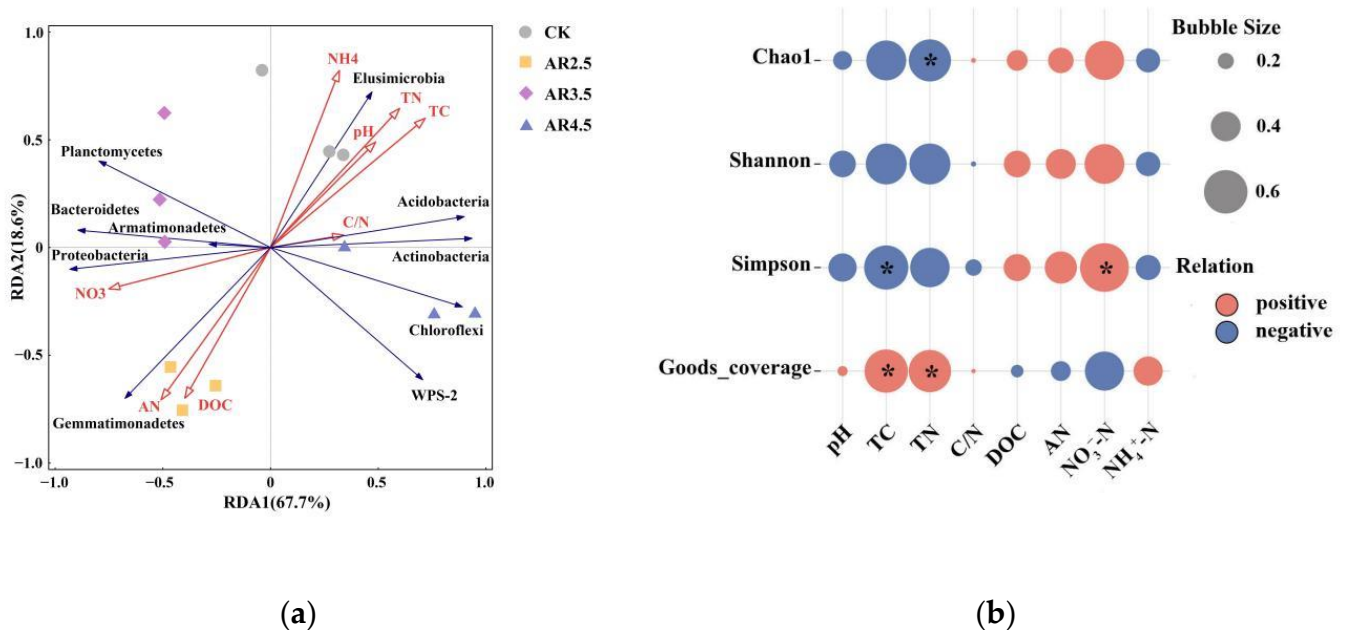 1.0
0.5
0
−0.5
−1.0
RDA2(18.6%)
−1.0
−0.5
0
0.5
1.0
RDA1(67.7%)
NH4
Elusimicrobia
TN
TC
pH
Planctomycetes
Bacteroidetes
Armatimonadetes
C/N
Acidobacteria
Proteobacteria
Actinobacteria
NO3
Chloroflexi
WPS-2
AN
DOC
Gemmatimonadetes
CK
AR2.5
AR3.5
AR4.5
(a)
Chao1
*
Shannon
Simpson
*
*
Goods_coverage
*
*
pH
TC
TN
C/N
DOC
AN
NO₃⁻-N
NH₄⁺-N
Bubble Size
0.2
0.4
0.6
Relation
positive
negative
(b)